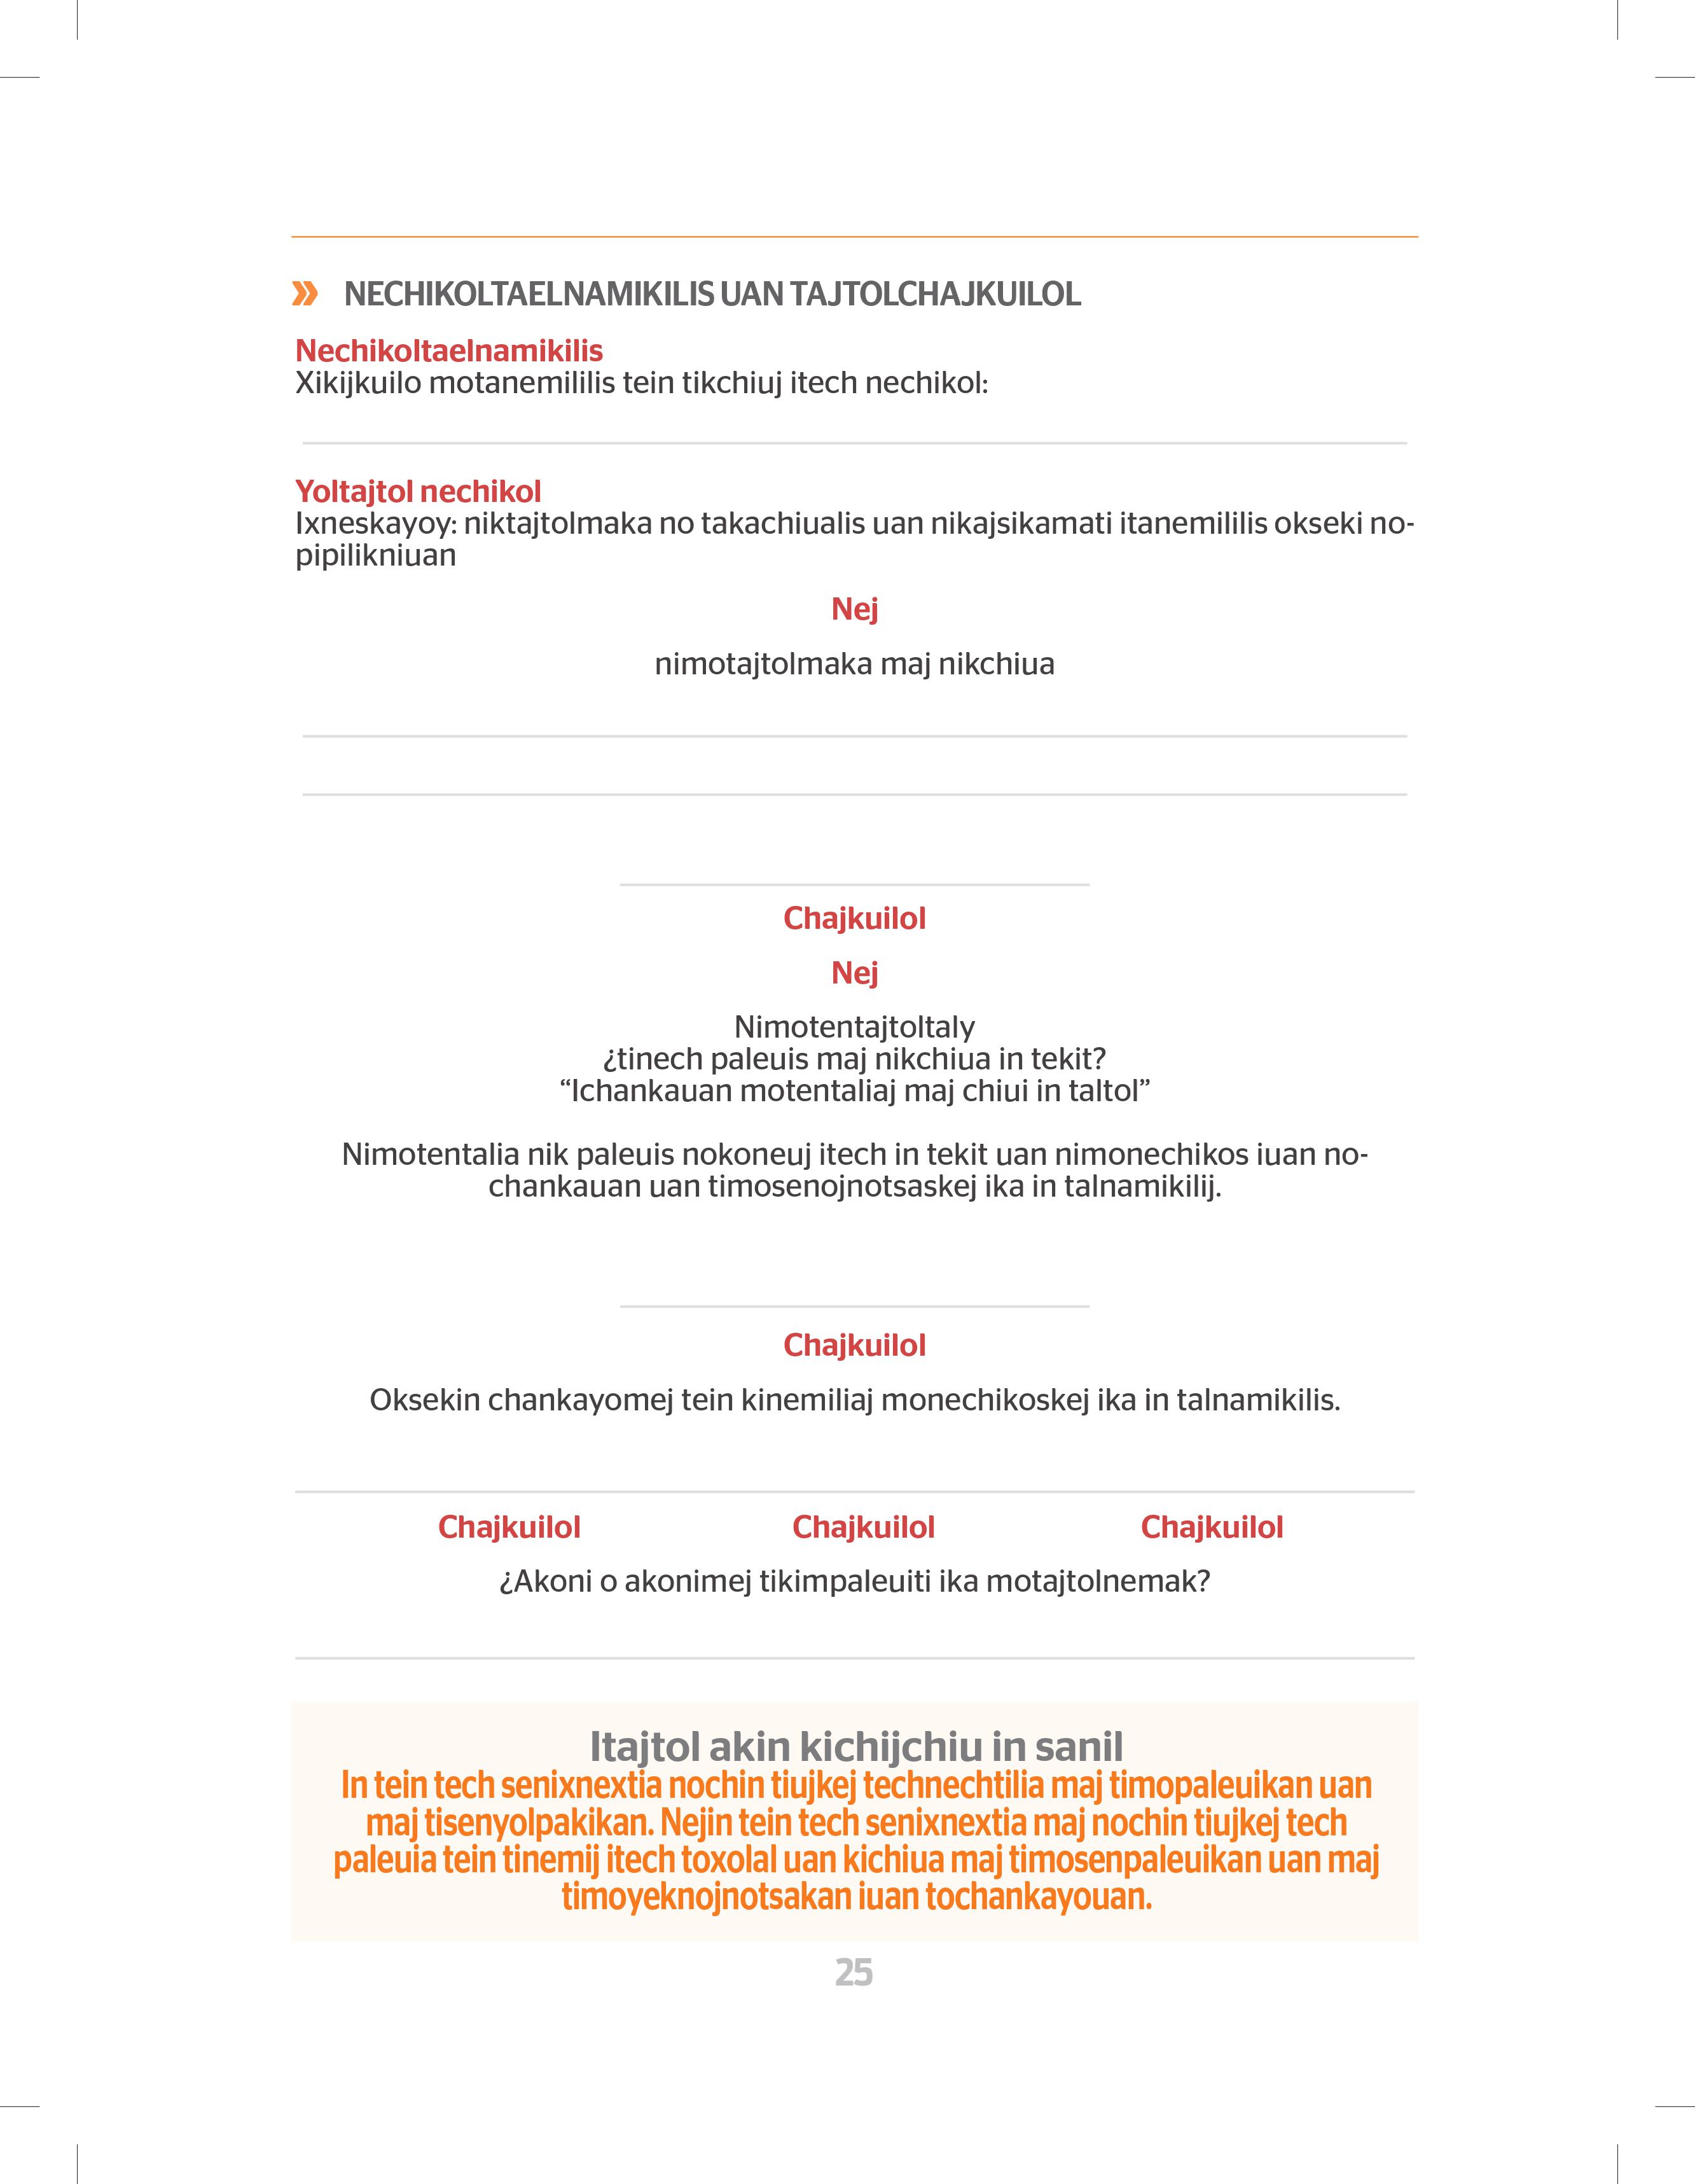 » NECHIKOLTAELNAMIKILIS UAN TAJTOLCHAJKUILOL
Nechikoltaelnamikilis
Xikijkuilo motanemililis tein tikchiuj itech nechikol:
Yoltajtol nechikol
Ixneskayoy: niktajtolmaka no takachiualis uan nikajsikamati itanemililis okseki no-
pipilikniuan
Nej
nimotajtolmaka maj nikchiua
Chajkuilol
Nej
Nimotentajtoltaly
¿tinech paleuis maj nikchiua in tekit?
“Ichankauan motentaliaj maj chiui in taltol”
Nimotentalia nik paleuis nokoneuj itech in tekit uan nimonechikos iuan no-
chankauan uan timosenojnotsaskej ika in talnamikilij.
Chajkuilol
Oksekin chankayomej tein kinemiliaj monechikoskej ika in talnamikilis.
Chajkuilol Chajkuilol Chajkuilol
¿Akoni o akonimej tikimpaleuiti ika motajtolnemak?
Itajtol akin kichijchiu in sanil
In tein tech senixnextia nochin tiujkej technechtilia maj timopaleuikan uan
maj tisenyolpakikan. Nejin tein tech senixnextia maj nochin tiujkej tech
paleuia tein tinemij itech toxolal uan kichiua maj timosenpaleuikan uan maj
timoyeknojnotsakan iuan tochankayouan.
25